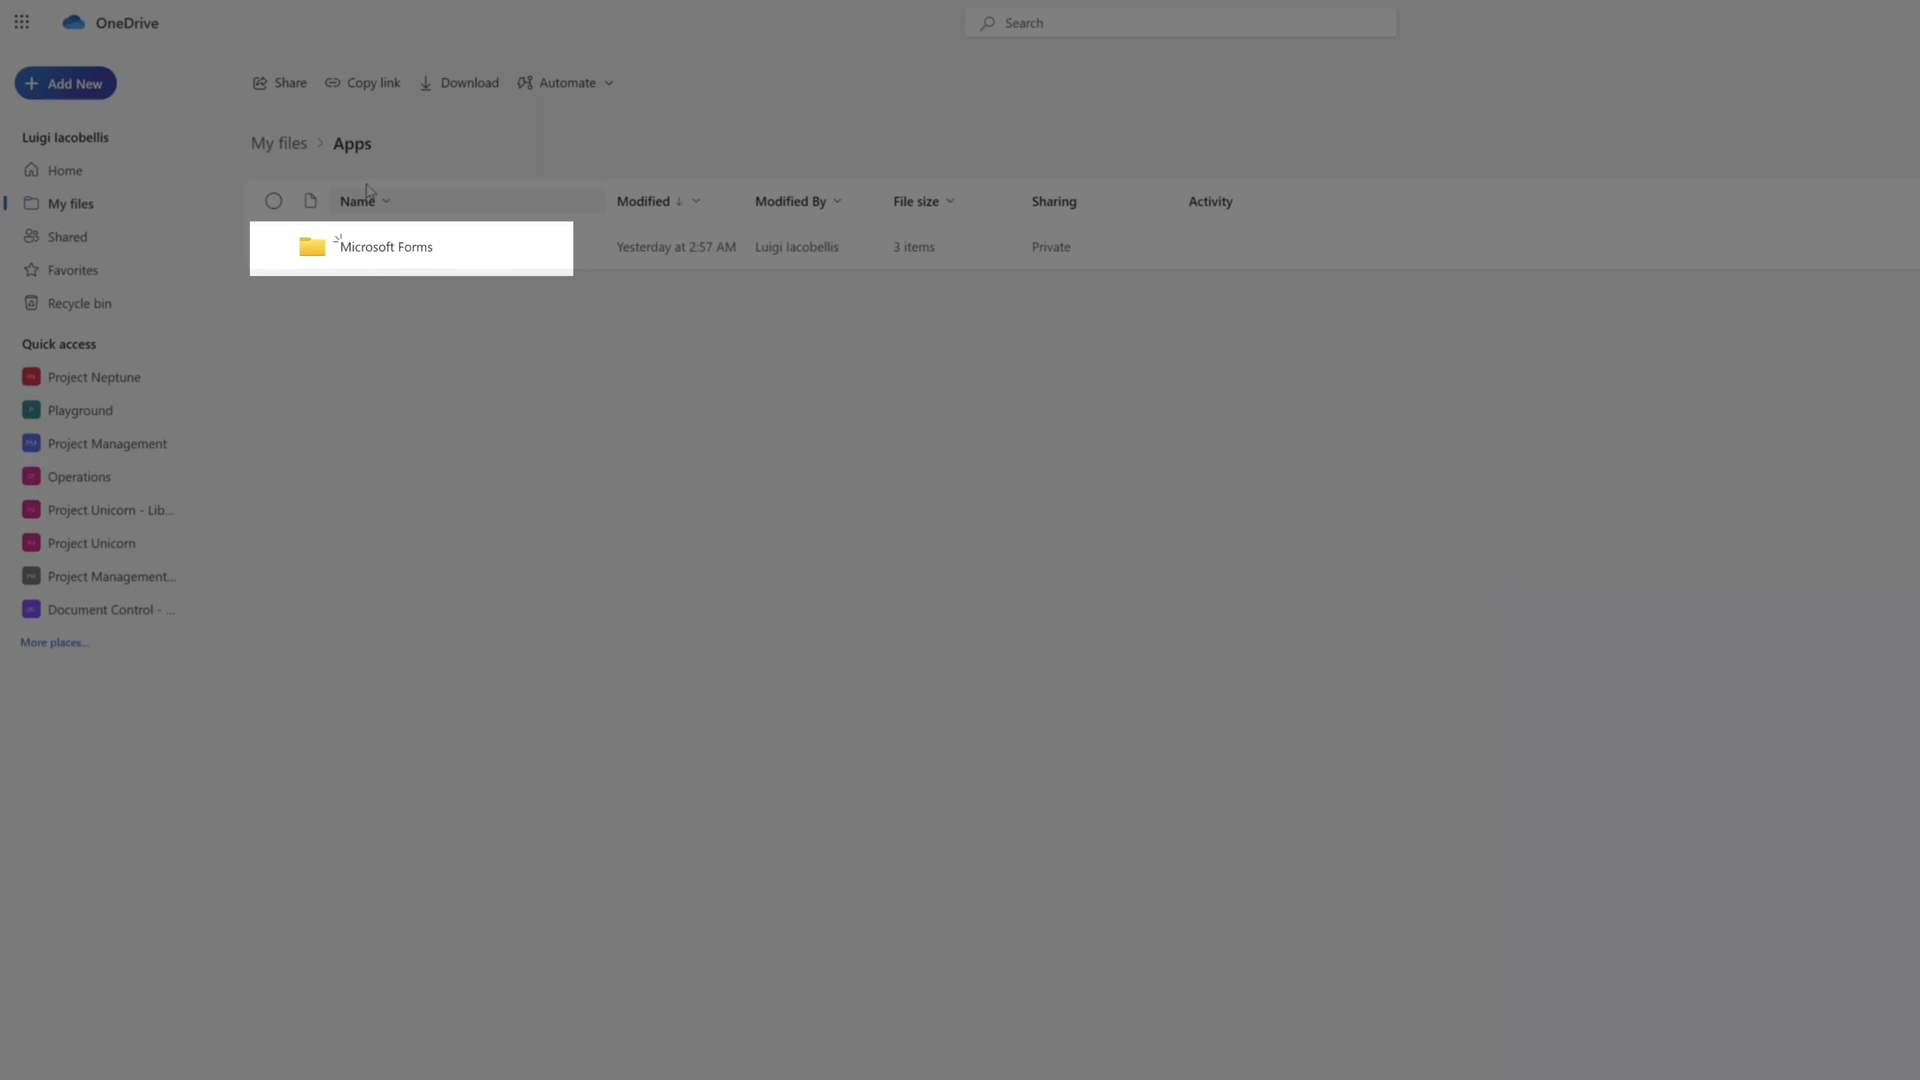 OneDrive
Search
Add New
Share Copy link Download Automate
Luigi Iacobellis
Home
My files
Shared
Favorites
Recycle bin
Quick access
Project Neptune
Playground
Project Management
Operations
Project Unicorn - Lib...
Project Unicorn
Project Management...
Document Control - ...
More places...
My files > Apps
Name Modified Modified By File size Sharing Activity
Microsoft Forms Yesterday at 2:57 AM Luigi Iacobellis 3 items Private